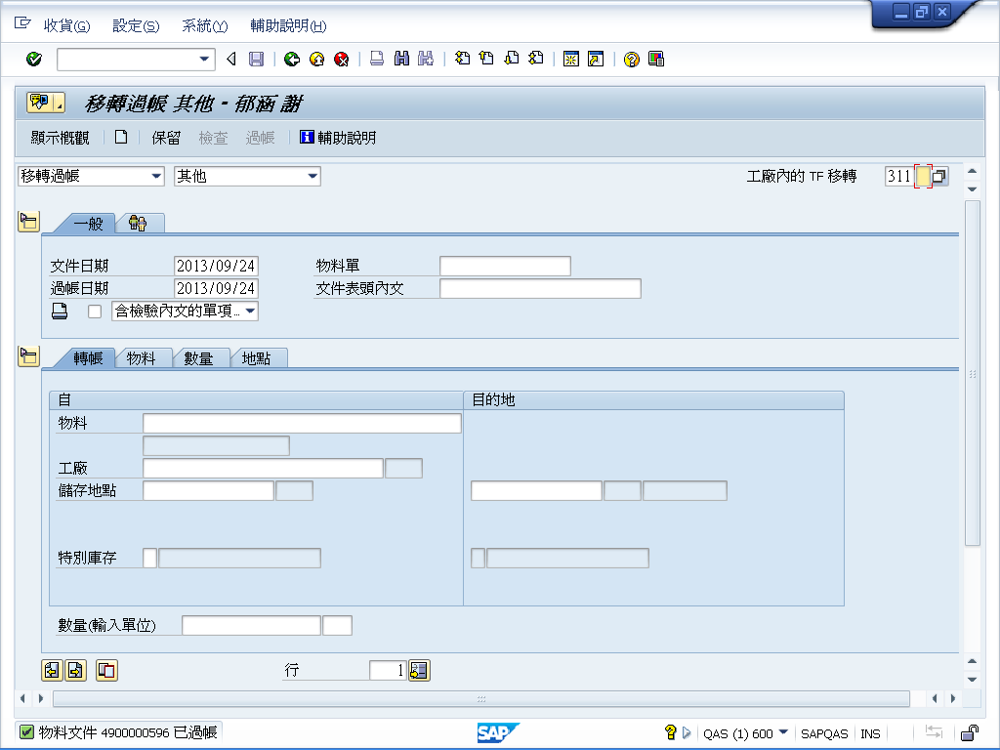 收貨(G) 設定(S) 系統(Y) 輔助說明(H)
移轉過帳 其他 - 郁涵 謝
顯示概觀 保留 檢查 過帳 輔助說明
移轉過帳 其他 工廠內的 TF 移轉 311
一般
文件日期 2013/09/24 物料單
過帳日期 2013/09/24 文件表頭內文
含檢驗內文的單項...
轉帳 物料 數量 地點
自 目的地
物料
工廠
儲存地點
特別庫存
數量(輸入單位)
行 1
物料文件 4900000596 已過帳 SAP QAS (1) 600 SAPQAS INS